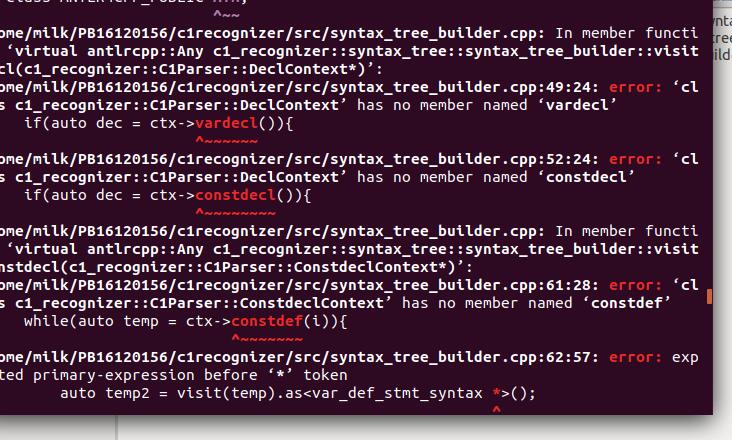 ^~~
ome/milk/PB16120156/c1recognizer/src/syntax_tree_builder.cpp: In member functi
‘virtual antlrcpp::Any c1_recognizer::syntax_tree::syntax_tree_builder::visit
cl(c1_recognizer::C1Parser::DeclContext*)’:
ome/milk/PB16120156/c1recognizer/src/syntax_tree_builder.cpp:49:24: error: ‘cl
s c1_recognizer::C1Parser::DeclContext’ has no member named ‘vardecl’
if(auto dec = ctx->vardecl()){
^~~~~~~
ome/milk/PB16120156/c1recognizer/src/syntax_tree_builder.cpp:52:24: error: ‘cl
s c1_recognizer::C1Parser::DeclContext’ has no member named ‘constdecl’
if(auto dec = ctx->constdecl()){
^~~~~~~~~
ome/milk/PB16120156/c1recognizer/src/syntax_tree_builder.cpp: In member functi
‘virtual antlrcpp::Any c1_recognizer::syntax_tree::syntax_tree_builder::visit
nstdecl(c1_recognizer::C1Parser::ConstdeclContext*)’:
ome/milk/PB16120156/c1recognizer/src/syntax_tree_builder.cpp:61:28: error: ‘cl
s c1_recognizer::C1Parser::ConstdeclContext’ has no member named ‘constdef’
while(auto temp = ctx->constdef(i)){
^~~~~~~~
ome/milk/PB16120156/c1recognizer/src/syntax_tree_builder.cpp:62:57: error: exp
ted primary-expression before ‘*’ token
auto temp2 = visit(temp).as<var_def_stmt_syntax *>();
^
ynta
tree
ild